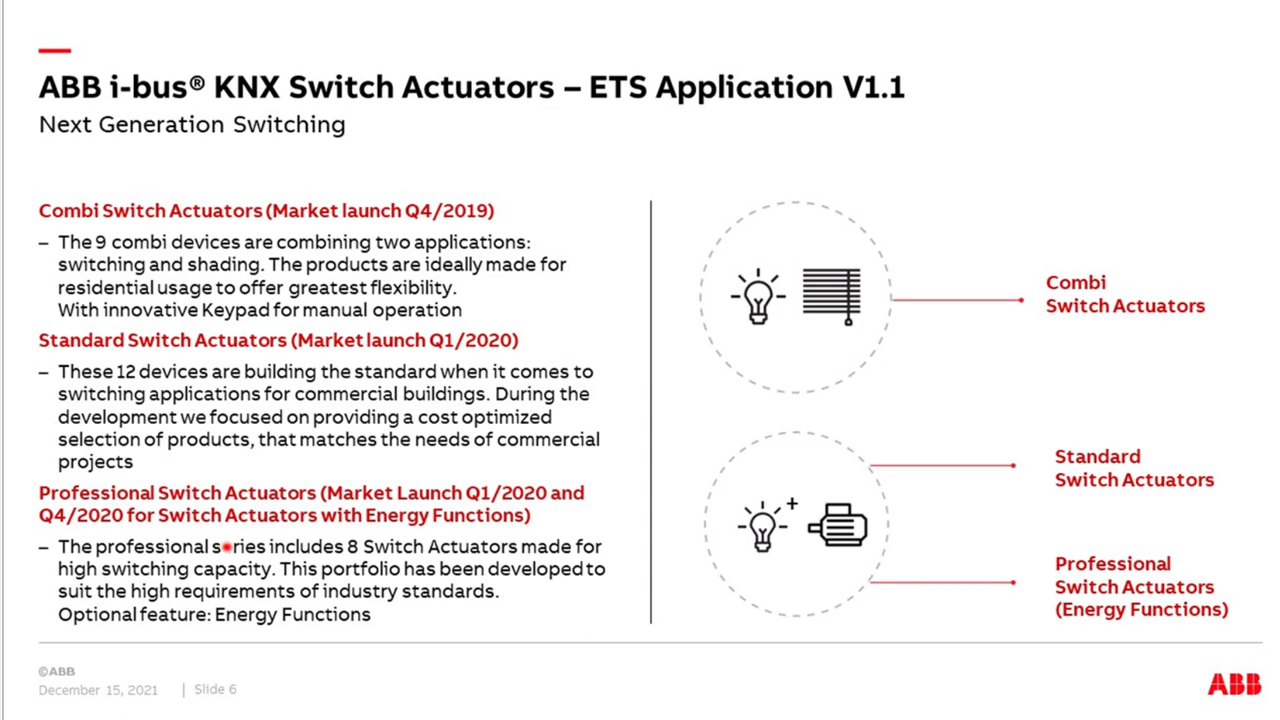 ABB i-bus® KNX Switch Actuators – ETS Application V1.1
Next Generation Switching
Combi Switch Actuators (Market launch Q4/2019)
– The 9 combi devices are combining two applications:
switching and shading. The products are ideally made for
residential usage to offer greatest flexibility.
With innovative Keypad for manual operation
Standard Switch Actuators (Market launch Q1/2020)
– These 12 devices are building the standard when it comes to
switching applications for commercial buildings. During the
development we focused on providing a cost optimized
selection of products, that matches the needs of commercial
projects
Professional Switch Actuators (Market Launch Q1/2020 and
Q4/2020 for Switch Actuators with Energy Functions)
– The professional series includes 8 Switch Actuators made for
high switching capacity. This portfolio has been developed to
suit the high requirements of industry standards.
Optional feature: Energy Functions
Combi
Switch Actuators
+
Standard
Switch Actuators
Professional
Switch Actuators
(Energy Functions)
©ABB
December 15, 2021 | Slide 6
ABB